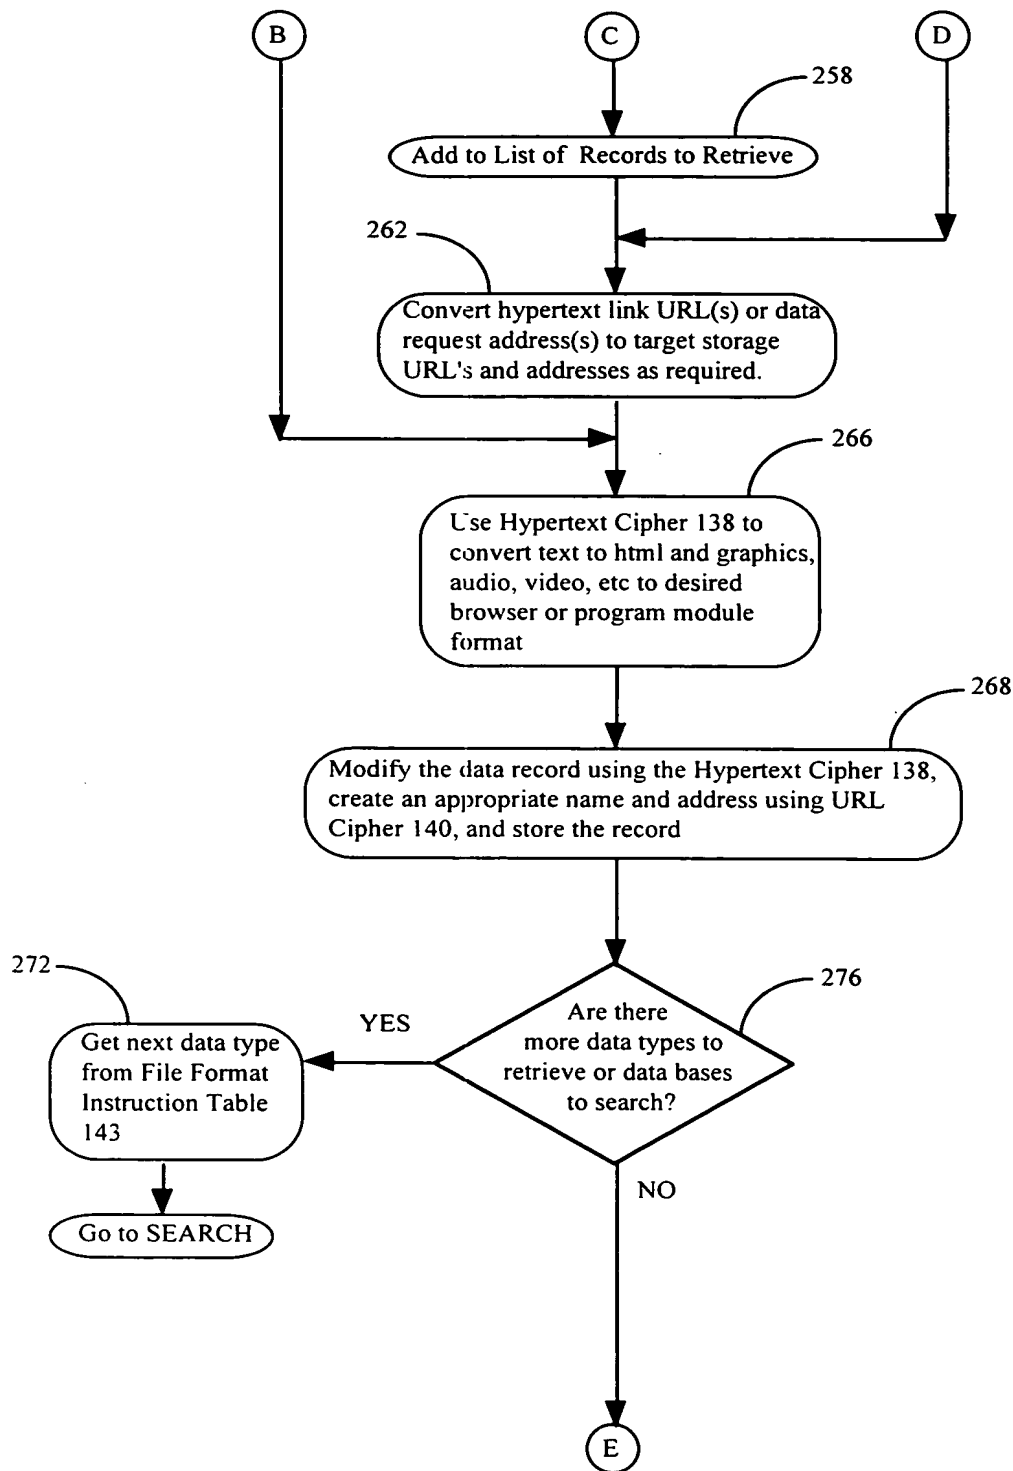 B
C
D
258
Add to List of Records to Retrieve
262
Convert hypertext link URL(s) or data
request address(s) to target storage
URL's and addresses as required.
266
Use Hypertext Cipher 138 to
convert text to html and graphics,
audio, video, etc to desired
browser or program module
format
268
Modify the data record using the Hypertext Cipher 138,
create an appropriate name and address using URL
Cipher 140, and store the record
272
276
Are there
more data types to
retrieve or data bases
to search?
YES
Get next data type
from File Format
Instruction Table
143
NO
Go to SEARCH
E